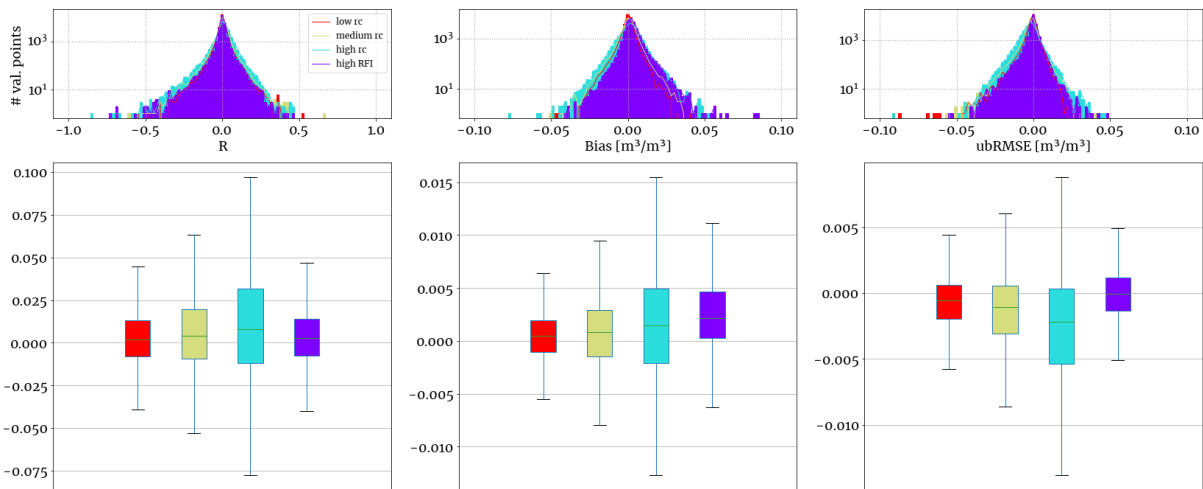 # val. points
10³
10¹
low rc
medium rc
high rc
high RFI
−1.0 −0.5 0.0 0.5 1.0
R
10³
10¹
−0.10 −0.05 0.00 0.05 0.10
Bias [m³/m³]
10³
10¹
−0.10 −0.05 0.00 0.05 0.10
ubRMSE [m³/m³]
0.100
0.075
0.050
0.025
0.000
−0.025
−0.050
−0.075
0.015
0.010
0.005
0.000
−0.005
−0.010
0.005
0.000
−0.005
−0.010